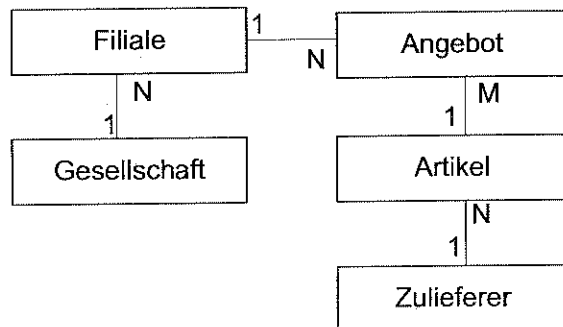 Filiale
1
N
Angebot
N
1
Gesellschaft
M
1
Artikel
N
1
Zulieferer